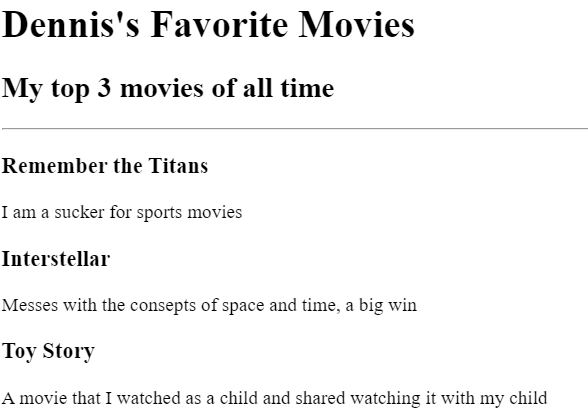 Dennis's Favorite Movies
My top 3 movies of all time
Remember the Titans
I am a sucker for sports movies
Interstellar
Messes with the consepts of space and time, a big win
Toy Story
A movie that I watched as a child and shared watching it with my child